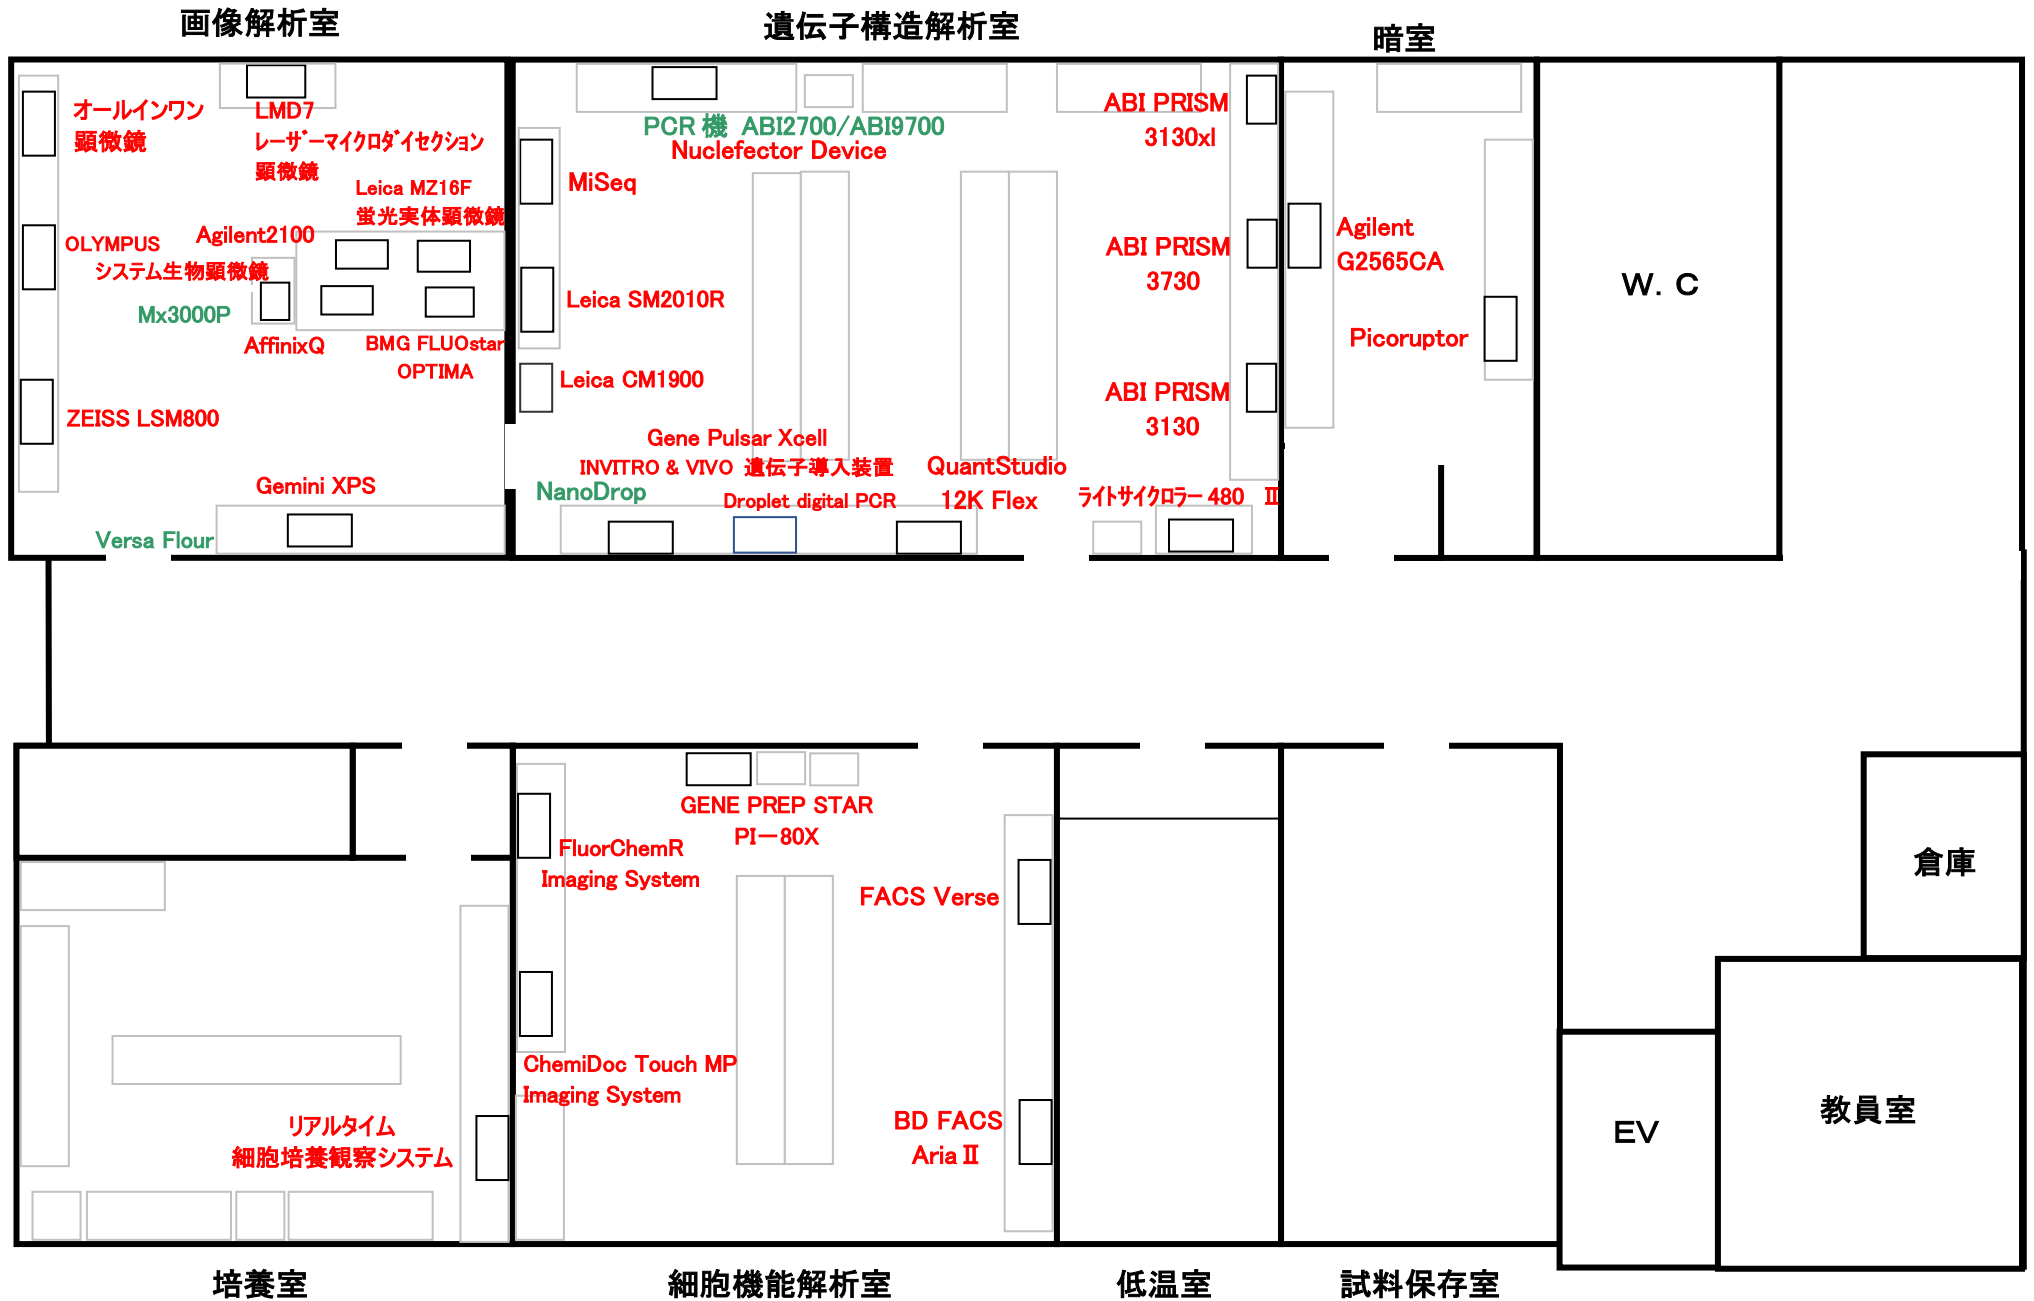 画像解析室
遺伝子構造解析室
暗室
オールインワン
顕微鏡
LMD7
レーザーマイクロダイセクション
顕微鏡
Leica MZ16F
蛍光実体顕微鏡
Agilent2100
OLYMPUS
システム生物顕微鏡
Mx3000P
AffinixQ
BMG FLUOstar
OPTIMA
ZEISS LSM800
Gemini XPS
Versa Flour
PCR 機 ABI2700/ABI9700
Nuclefector Device
MiSeq
Leica SM2010R
Leica CM1900
Gene Pulsar Xcell
INVITRO & VIVO 遺伝子導入装置
NanoDrop
Droplet digital PCR
QuantStudio
12K Flex
ABI PRISM
3130xl
ABI PRISM
3730
ABI PRISM
3130
ライトサイクロラー 480 Ⅱ
Agilent
G2565CA
Picoruptor
W. C
GENE PREP STAR
PI－80X
FluorChemR
Imaging System
FACS Verse
ChemiDoc Touch MP
Imaging System
BD FACS
Aria Ⅱ
リアルタイム
細胞培養観察システム
倉庫
EV
教員室
培養室
細胞機能解析室
低温室
試料保存室